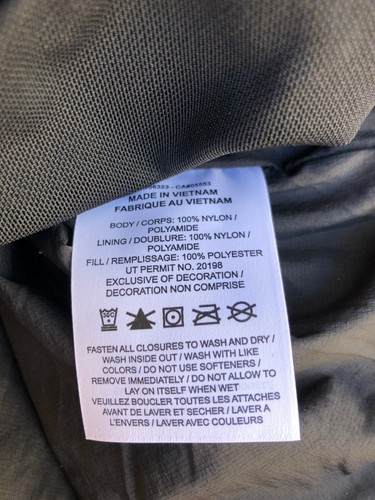 MADE IN VIETNAM
FABRIQUE AU VIETNAM
BODY / CORPS: 100% NYLON /
POLYAMIDE
LINING / DOUBLURE: 100% NYLON /
POLYAMIDE
FILL / REMPLISSAGE: 100% POLYESTER
UT PERMIT NO. 20198
EXCLUSIVE OF DECORATION /
DECORATION NON COMPRISE
FASTEN ALL CLOSURES TO WASH AND DRY /
WASH INSIDE OUT / WASH WITH LIKE
COLORS / DO NOT USE SOFTENERS /
REMOVE IMMEDIATELY / DO NOT ALLOW TO
LAY ON ITSELF WHEN WET
VEUILLEZ BOUCLER TOUTES LES ATTACHES
AVANT DE LAVER ET SECHER / LAVER A
L'ENVERS / LAVER AVEC COULEURS